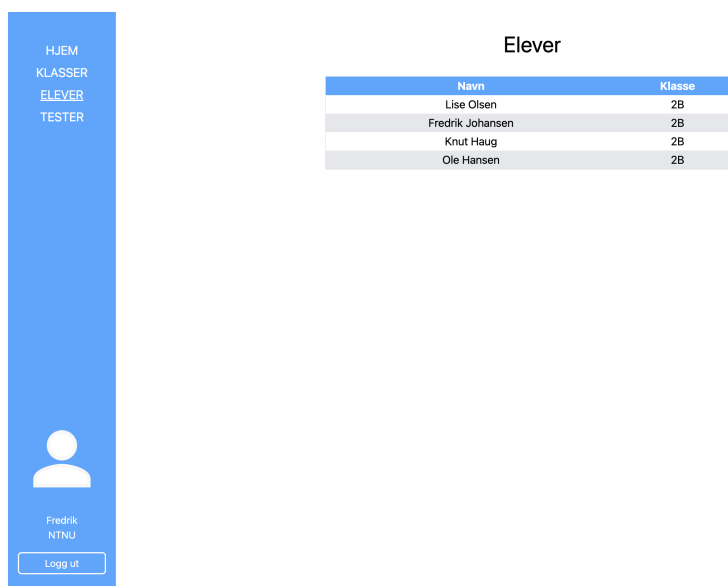 HJEM
KLASSER
ELEVER
TESTER
Fredrik
NTNU
Logg ut
Elever
Navn Klasse
Lise Olsen 2B
Fredrik Johansen 2B
Knut Haug 2B
Ole Hansen 2B